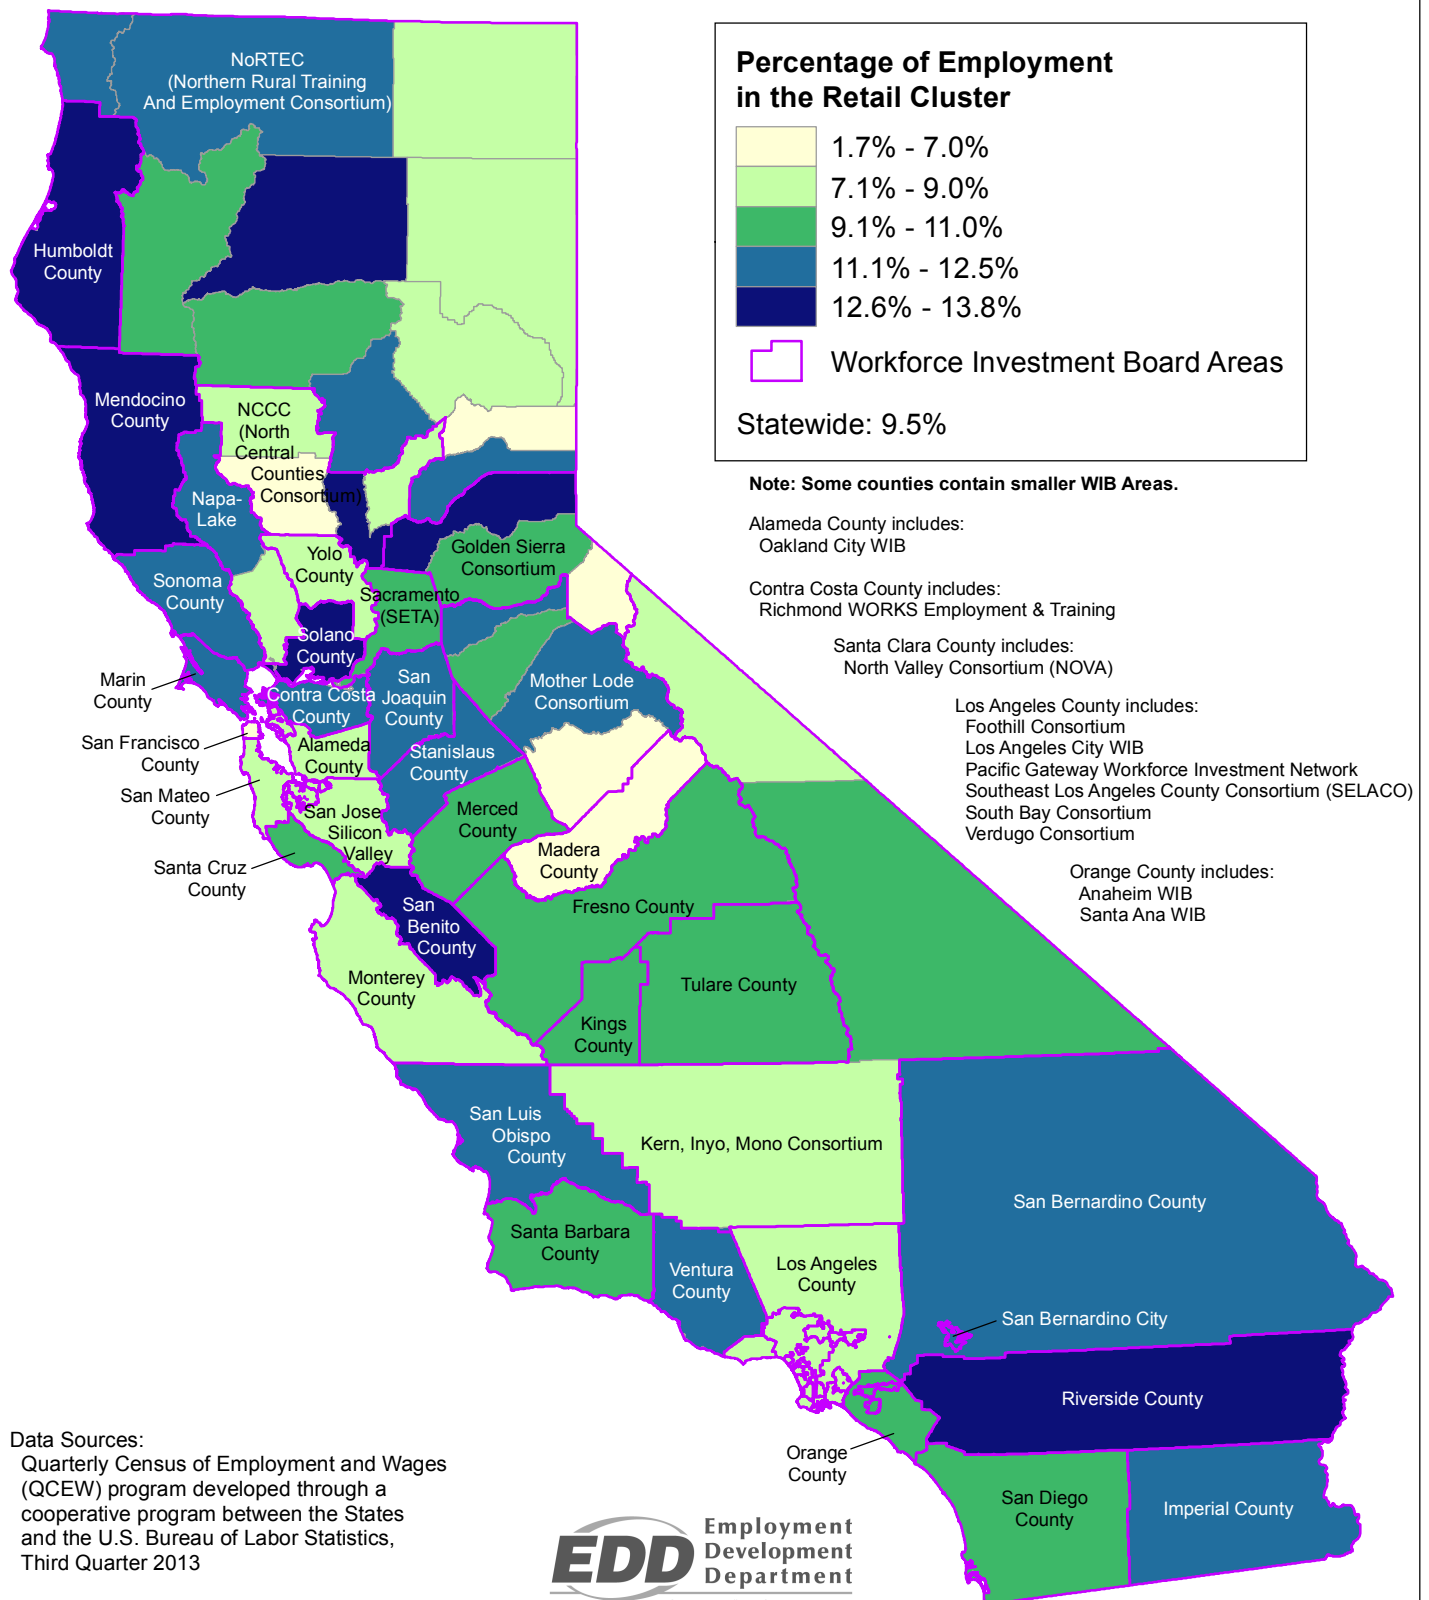 Percentage of Employment
in the Retail Cluster
1.7% - 7.0%
7.1% - 9.0%
9.1% - 11.0%
11.1% - 12.5%
12.6% - 13.8%
Workforce Investment Board Areas
Statewide: 9.5%
Note: Some counties contain smaller WIB Areas.
Alameda County includes:
Oakland City WIB
Contra Costa County includes:
Richmond WORKS Employment & Training
Santa Clara County includes:
North Valley Consortium (NOVA)
Los Angeles County includes:
Foothill Consortium
Los Angeles City WIB
Pacific Gateway Workforce Investment Network
Southeast Los Angeles County Consortium (SELACO)
South Bay Consortium
Verdugo Consortium
Orange County includes:
Anaheim WIB
Santa Ana WIB
NoRTEC
(Northern Rural Training
And Employment Consortium)
Humboldt
County
Mendocino
County
NCCC
(North
Central
Counties
Consortium)
Napa-
Lake
Yolo
County
Golden Sierra
Consortium
Sonoma
County
Sacramento
(SETA)
Solano
County
Marin
County
Contra Costa
County
San
Joaquin
County
Mother Lode
Consortium
San Francisco
County
Alameda
County
Stanislaus
County
San Mateo
County
San Jose
Silicon
Valley
Merced
County
Madera
County
Santa Cruz
County
San
Benito
County
Fresno County
Monterey
County
Tulare County
Kings
County
San Luis
Obispo
County
Kern, Inyo, Mono Consortium
San Bernardino County
Santa Barbara
County
Ventura
County
Los Angeles
County
San Bernardino City
Riverside County
Orange
County
San Diego
County
Imperial County
Data Sources:
Quarterly Census of Employment and Wages
(QCEW) program developed through a
cooperative program between the States
and the U.S. Bureau of Labor Statistics,
Third Quarter 2013
EDD
Employment
Development
Department